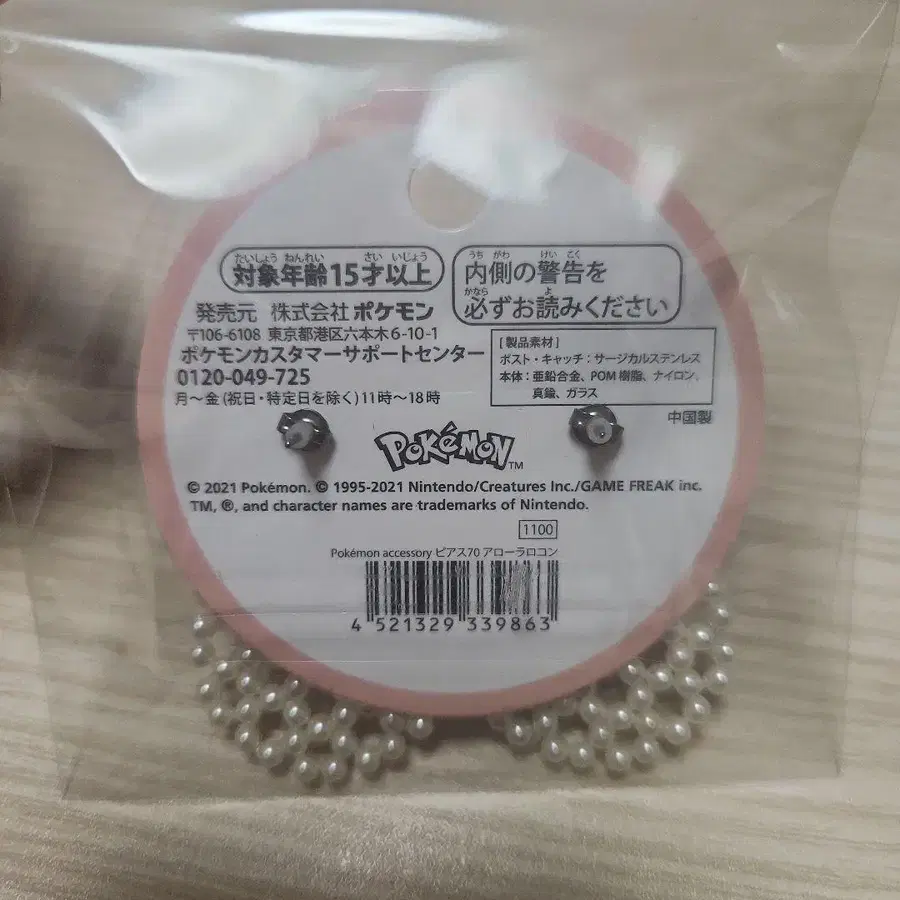 たいしょう ねんれい さい いじょう
対象年齢15才以上
うち がわ けい こく
内側の警告を
かなら よ
必ずお読みください
発売元 株式会社 ポケモン
〒106-6108 東京都港区六本木6-10-1
ポケモンカスタマーサポートセンター
0120-049-725
月～金(祝日・特定日を除く)11時～18時
[製品素材]
ポスト・キャッチ：サージカルステンレス
本体：亜鉛合金、POM樹脂、ナイロン、
真鍮、ガラス
中国製
POKéMON™
© 2021 Pokémon. © 1995-2021 Nintendo/Creatures Inc./GAME FREAK inc.
TM, ®, and character names are trademarks of Nintendo.
1100
Pokémon accessory ピアス70 アローラロコン
4 521329 339863